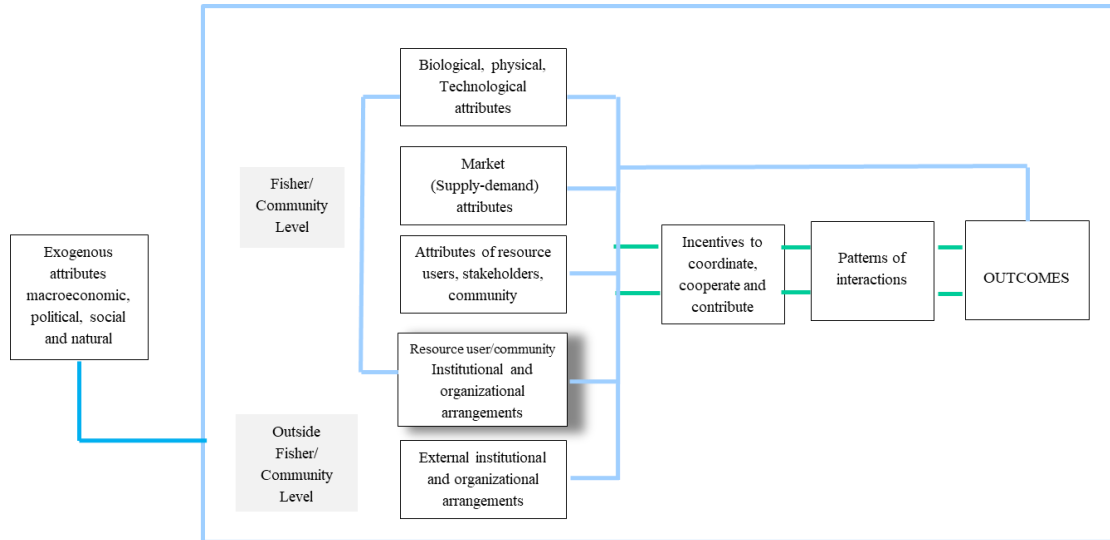 Exogenous
attributes
macroeconomic,
political, social
and natural
Fisher/
Community
Level
Outside
Fisher/
Community
Level
Biological, physical,
Technological
attributes
Market
(Supply-demand)
attributes
Attributes of resource
users, stakeholders,
community
Resource user/community
Institutional and
organizational
arrangements
External institutional
and organizational
arrangements
Incentives to
coordinate,
cooperate and
contribute
Patterns of
interactions
OUTCOMES